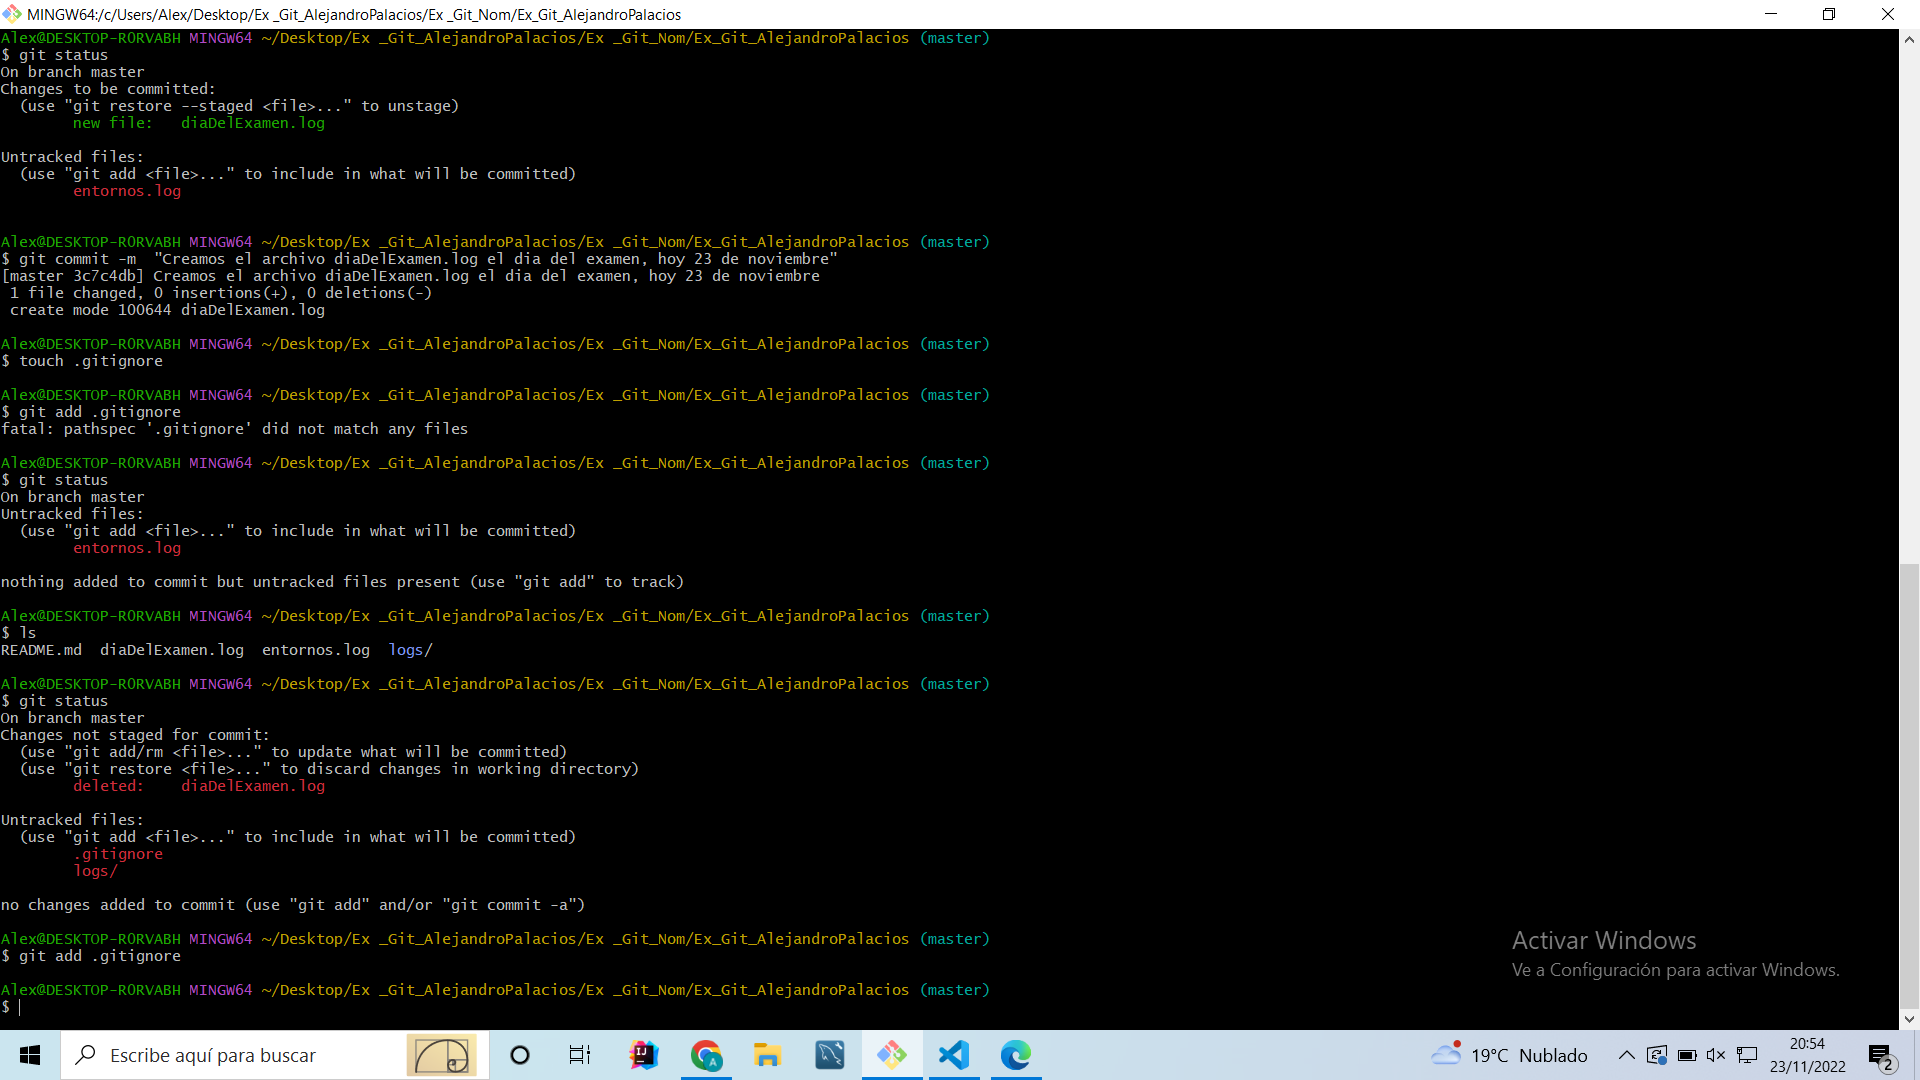 MINGW64:/c/Users/Alex/Desktop/Ex _Git_AlejandroPalacios/Ex _Git_Nom/Ex_Git_AlejandroPalacios
Alex@DESKTOP-RORVABH MINGW64 ~/Desktop/Ex _Git_AlejandroPalacios/Ex _Git_Nom/Ex_Git_AlejandroPalacios (master)
$ git status
On branch master
Changes to be committed:
  (use "git restore --staged <file>..." to unstage)
        new file:   diaDelExamen.log

Untracked files:
  (use "git add <file>..." to include in what will be committed)
        entornos.log

Alex@DESKTOP-RORVABH MINGW64 ~/Desktop/Ex _Git_AlejandroPalacios/Ex _Git_Nom/Ex_Git_AlejandroPalacios (master)
$ git commit -m  "Creamos el archivo diaDelExamen.log el dia del examen, hoy 23 de noviembre"
[master 3c7c4db] Creamos el archivo diaDelExamen.log el dia del examen, hoy 23 de noviembre
 1 file changed, 0 insertions(+), 0 deletions(-)
 create mode 100644 diaDelExamen.log

Alex@DESKTOP-RORVABH MINGW64 ~/Desktop/Ex _Git_AlejandroPalacios/Ex _Git_Nom/Ex_Git_AlejandroPalacios (master)
$ touch .gitignore

Alex@DESKTOP-RORVABH MINGW64 ~/Desktop/Ex _Git_AlejandroPalacios/Ex _Git_Nom/Ex_Git_AlejandroPalacios (master)
$ git add .gitignore
fatal: pathspec '.gitignore' did not match any files

Alex@DESKTOP-RORVABH MINGW64 ~/Desktop/Ex _Git_AlejandroPalacios/Ex _Git_Nom/Ex_Git_AlejandroPalacios (master)
$ git status
On branch master
Untracked files:
  (use "git add <file>..." to include in what will be committed)
        entornos.log

nothing added to commit but untracked files present (use "git add" to track)

Alex@DESKTOP-RORVABH MINGW64 ~/Desktop/Ex _Git_AlejandroPalacios/Ex _Git_Nom/Ex_Git_AlejandroPalacios (master)
$ ls
README.md  diaDelExamen.log  entornos.log  logs/

Alex@DESKTOP-RORVABH MINGW64 ~/Desktop/Ex _Git_AlejandroPalacios/Ex _Git_Nom/Ex_Git_AlejandroPalacios (master)
$ git status
On branch master
Changes not staged for commit:
  (use "git add/rm <file>..." to update what will be committed)
  (use "git restore <file>..." to discard changes in working directory)
        deleted:    diaDelExamen.log

Untracked files:
  (use "git add <file>..." to include in what will be committed)
        .gitignore
        logs/

no changes added to commit (use "git add" and/or "git commit -a")

Alex@DESKTOP-RORVABH MINGW64 ~/Desktop/Ex _Git_AlejandroPalacios/Ex _Git_Nom/Ex_Git_AlejandroPalacios (master)
$ git add .gitignore

Alex@DESKTOP-RORVABH MINGW64 ~/Desktop/Ex _Git_AlejandroPalacios/Ex _Git_Nom/Ex_Git_AlejandroPalacios (master)
$
Activar Windows
Ve a Configuración para activar Windows.
Escribe aquí para buscar
IJ
A
19°C  Nublado
20:54
23/11/2022
2